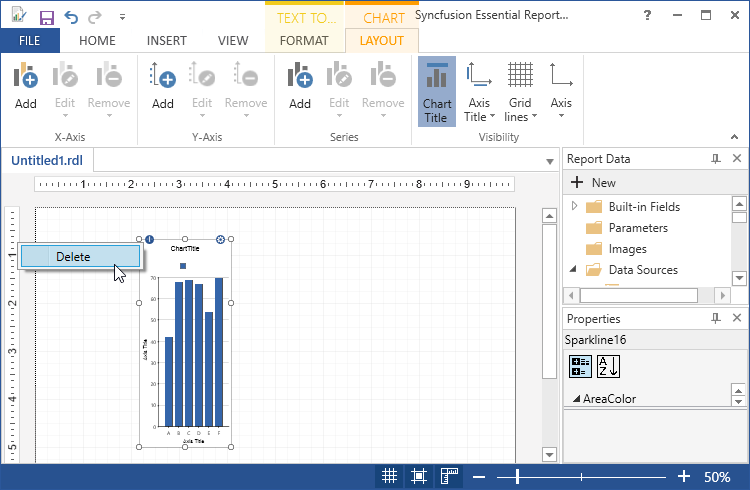 TEXT TO... CHART Syncfusion Essential Report... ?
FILE HOME INSERT VIEW FORMAT LAYOUT
Add Edit Remove Add Edit Remove Add Edit Remove Chart Title Axis Title Grid lines Axis
X-Axis Y-Axis Series Visibility
Untitled1.rdl
Report Data
1 2 3 4 5 6 7 8 9
New
Built-in Fields
Parameters
Images
Data Sources
1
2
3
4
5
Delete
ChartTitle
70
60
50
40
30
20
10
0
Axis Title
A B C D E F
Axis Title
Properties
Sparkline16
A
Z
AreaColor
50%